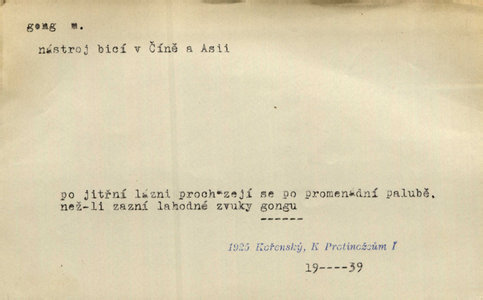 gong m.
nástroj bicí v Číně a Asii
po jitřní lázni procházejí se po promenádní palubě,
než-li zazní lahodné zvuky gongu
------
1925 Kořenský, K Protinožcům I
19----39